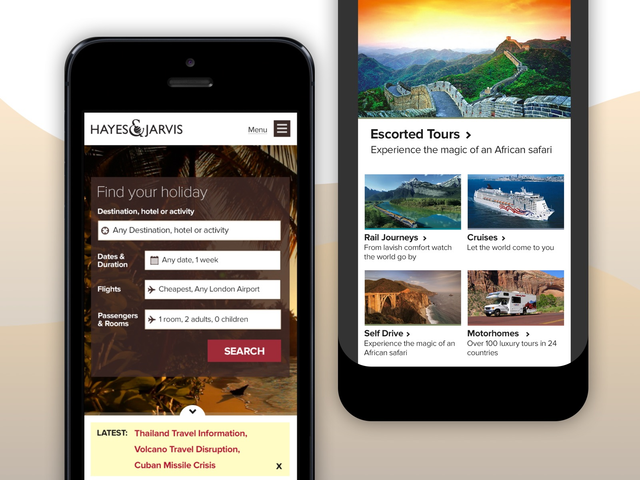 HAYES & JARVIS
Menu
Find your holiday
Destination, hotel or activity
Any Destination, hotel or activity
Dates &
Duration
Any date, 1 week
Flights
Cheapest, Any London Airport
Passengers
& Rooms
1 room, 2 adults, 0 children
SEARCH
LATEST: Thailand Travel Information,
Volcano Travel Disruption,
Cuban Missile Crisis
X
Escorted Tours >
Experience the magic of an African safari
Rail Journeys >
From lavish comfort watch
the world go by
Cruises >
Let the world come to you
Self Drive >
Experience the magic of an
African safari
Motorhomes >
Over 100 luxury tours in 24
countries